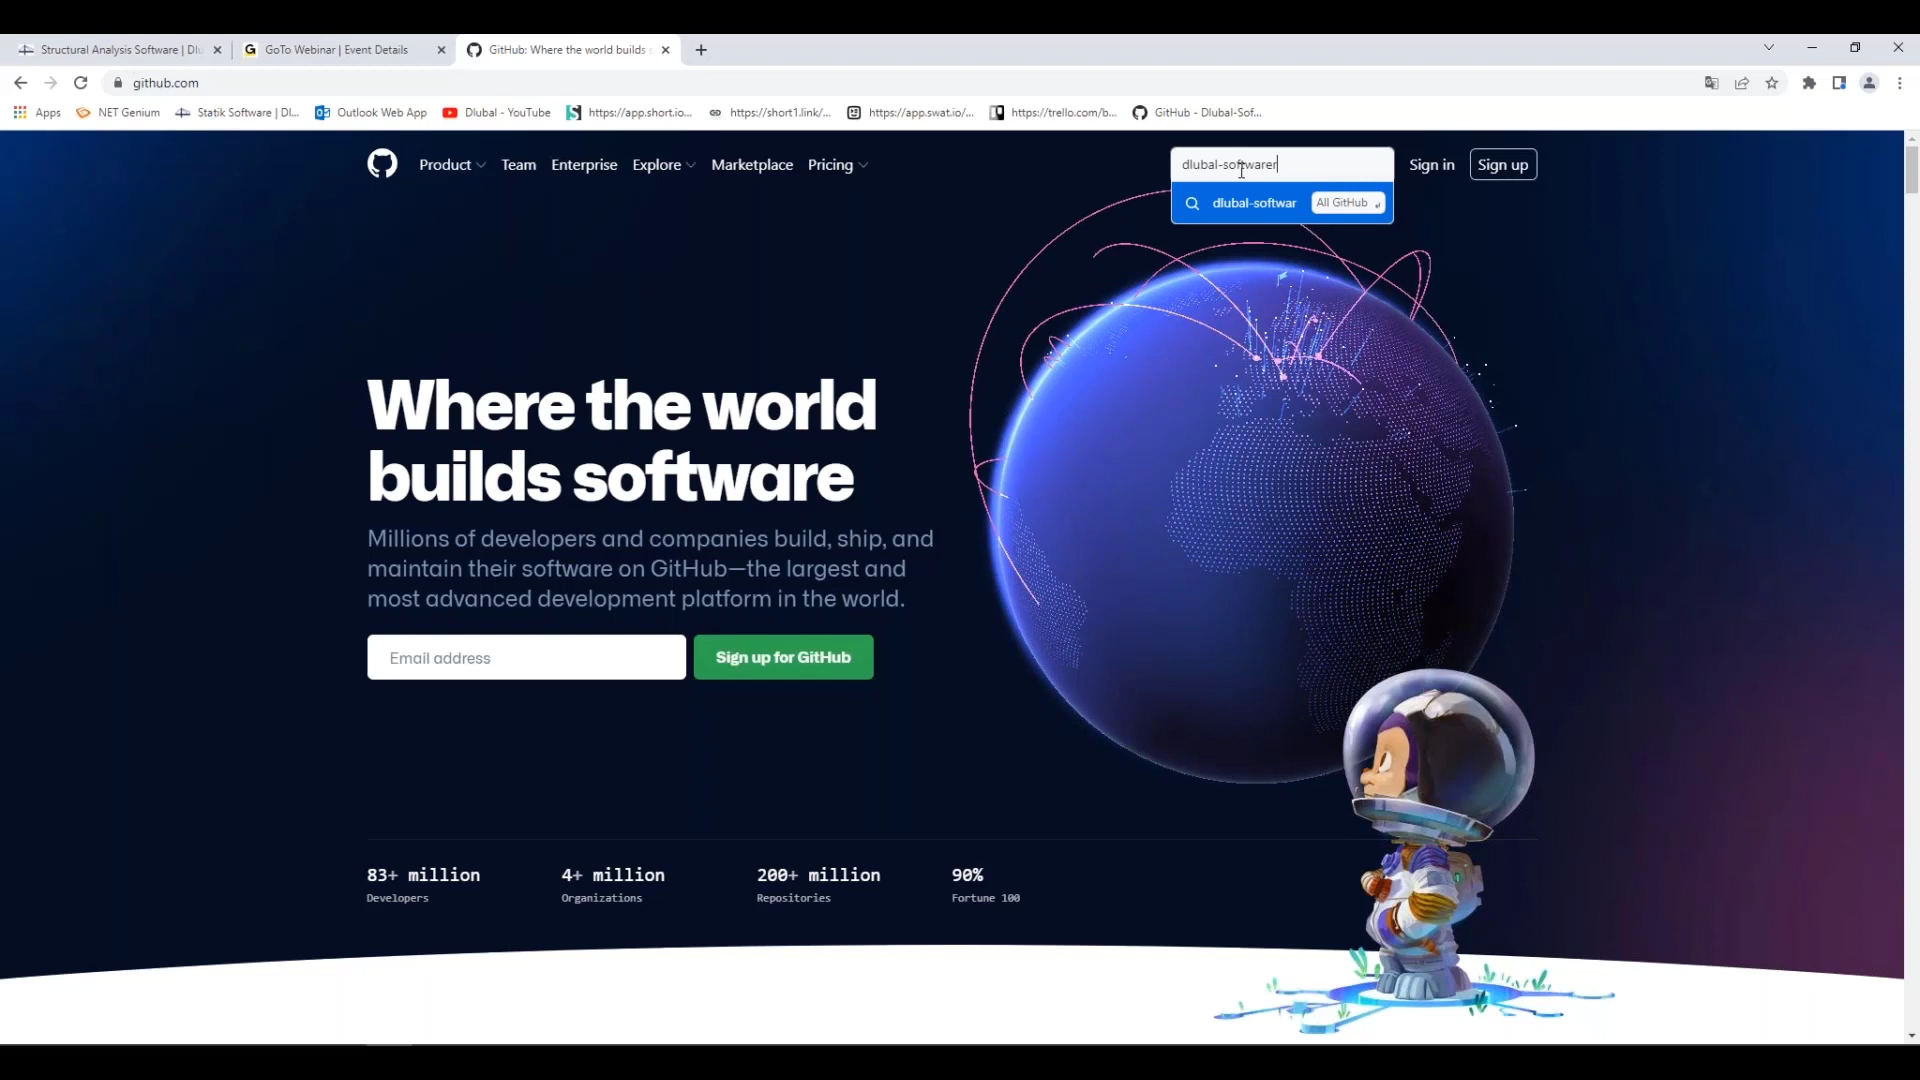 Structural Analysis Software | Dlu
GoTo Webinar | Event Details
GitHub: Where the world builds s
github.com
Apps
NET Genium
Statik Software | Dl...
Outlook Web App
Dlubal - YouTube
https://app.short.io...
https://short1.link/...
https://app.swat.io/...
https://trello.com/b...
GitHub - Dlubal-Sof...
Product
Team
Enterprise
Explore
Marketplace
Pricing
dlubal-softwarer
Sign in
Sign up
dlubal-softwar
All GitHub
Where the world
builds software
Millions of developers and companies build, ship, and
maintain their software on GitHub—the largest and
most advanced development platform in the world.
Email address
Sign up for GitHub
83+ million
4+ million
200+ million
90%
Developers
Organizations
Repositories
Fortune 100